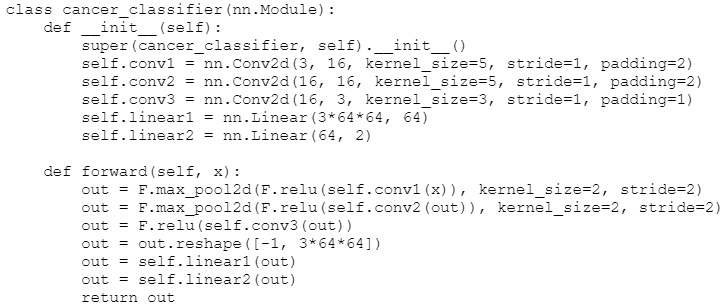 class cancer_classifier(nn.Module):
    def __init__(self):
        super(cancer_classifier, self).__init__()
        self.conv1 = nn.Conv2d(3, 16, kernel_size=5, stride=1, padding=2)
        self.conv2 = nn.Conv2d(16, 16, kernel_size=5, stride=1, padding=2)
        self.conv3 = nn.Conv2d(16, 3, kernel_size=3, stride=1, padding=1)
        self.linear1 = nn.Linear(3*64*64, 64)
        self.linear2 = nn.Linear(64, 2)

    def forward(self, x):
        out = F.max_pool2d(F.relu(self.conv1(x)), kernel_size=2, stride=2)
        out = F.max_pool2d(F.relu(self.conv2(out)), kernel_size=2, stride=2)
        out = F.relu(self.conv3(out))
        out = out.reshape([-1, 3*64*64])
        out = self.linear1(out)
        out = self.linear2(out)
        return out